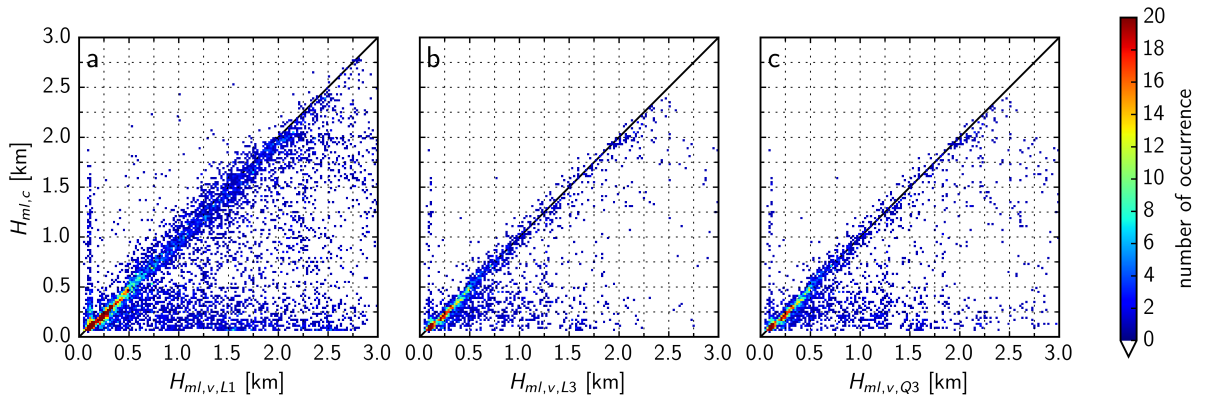 a
b
c
3.0
2.5
2.0
1.5
1.0
0.5
0.0
H_{ml,c} [km]
0.0 0.5 1.0 1.5 2.0 2.5 3.0
0.0 0.5 1.0 1.5 2.0 2.5 3.0
0.0 0.5 1.0 1.5 2.0 2.5 3.0
H_{ml,v,L1} [km]
H_{ml,v,L3} [km]
H_{ml,v,Q3} [km]
20
18
16
14
12
10
8
6
4
2
0
number of occurrence